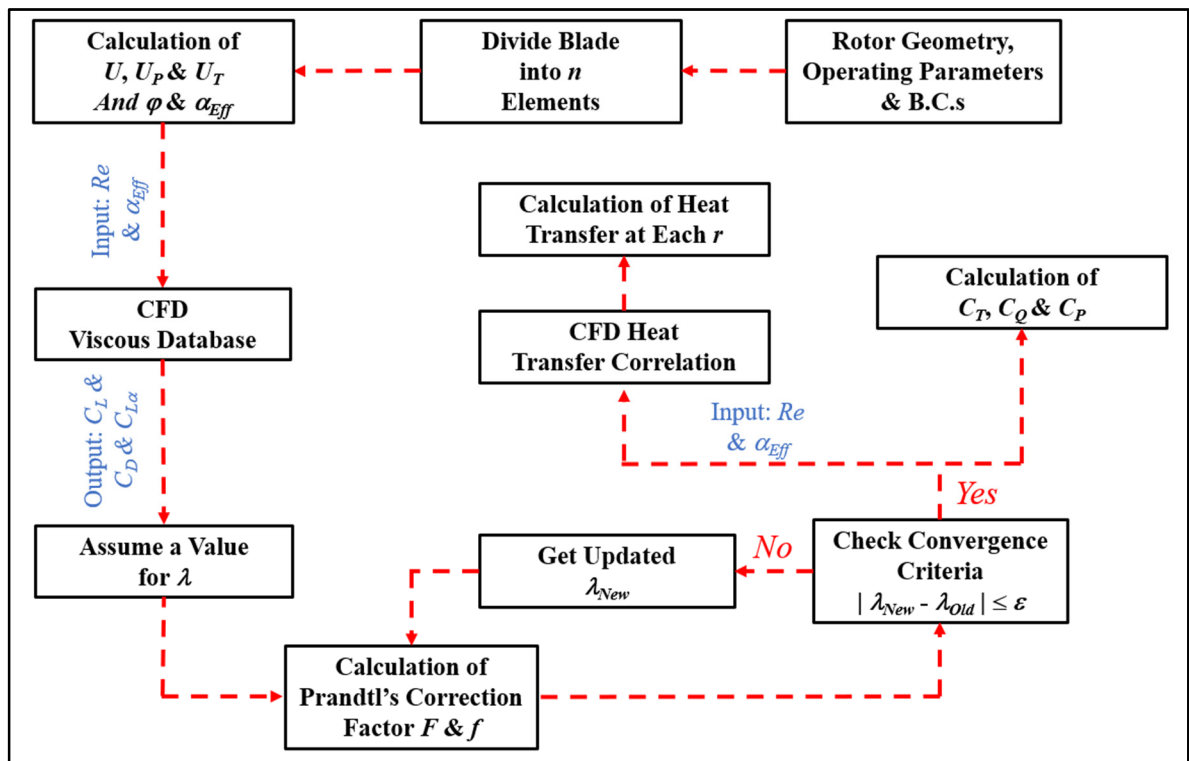 Rotor Geometry,
Operating Parameters
& B.C.s
Divide Blade
into n
Elements
Calculation of
U, U_P & U_T
And φ & α_Eff
Input: Re
& α_Eff
CFD
Viscous Database
Output: C_L &
C_D & C_Lα
Assume a Value
for λ
Calculation of
Prandtl’s Correction
Factor F & f
Check Convergence
Criteria
| λ_New - λ_Old | ≤ ε
No
Get Updated
λ_New
Yes
Input: Re
& α_Eff
CFD Heat
Transfer Correlation
Calculation of Heat
Transfer at Each r
Calculation of
C_T, C_Q & C_P